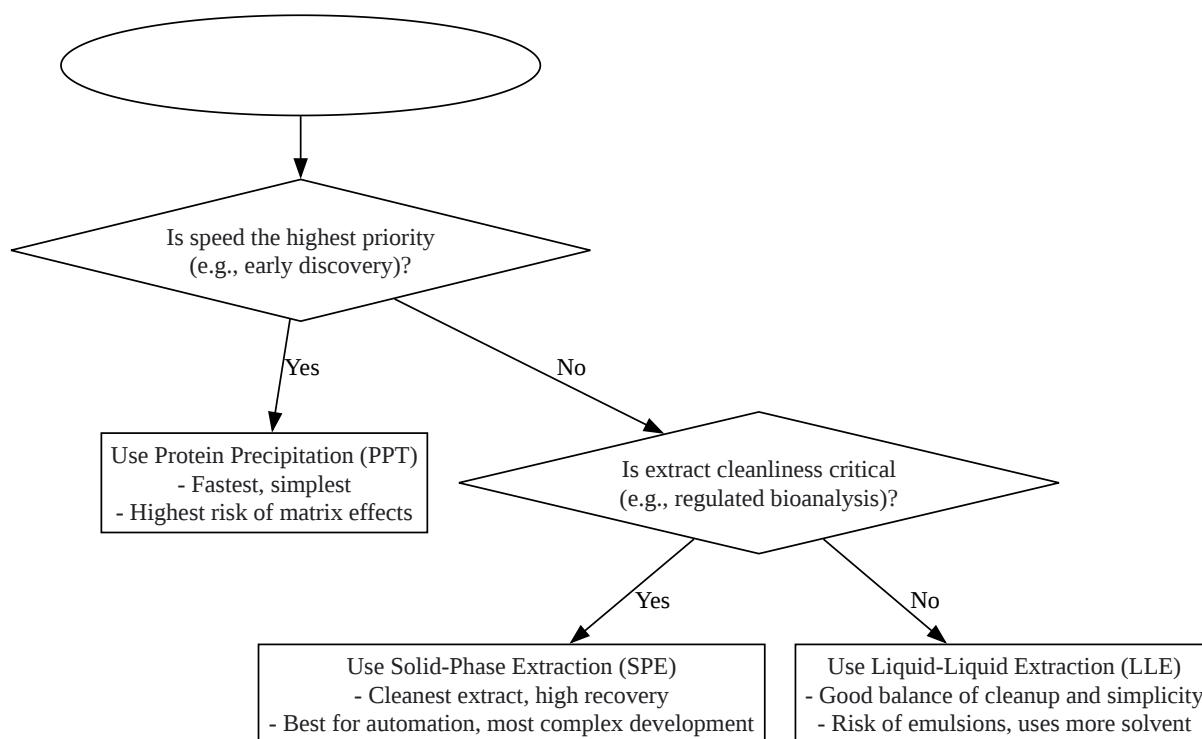 Is speed the highest priority
(e.g., early discovery)?
Yes
No
Use Protein Precipitation (PPT)
- Fastest, simplest
- Highest risk of matrix effects
Is extract cleanliness critical
(e.g., regulated bioanalysis)?
Yes
No
Use Solid-Phase Extraction (SPE)
- Cleanest extract, high recovery
- Best for automation, most complex development
Use Liquid-Liquid Extraction (LLE)
- Good balance of cleanup and simplicity
- Risk of emulsions, uses more solvent